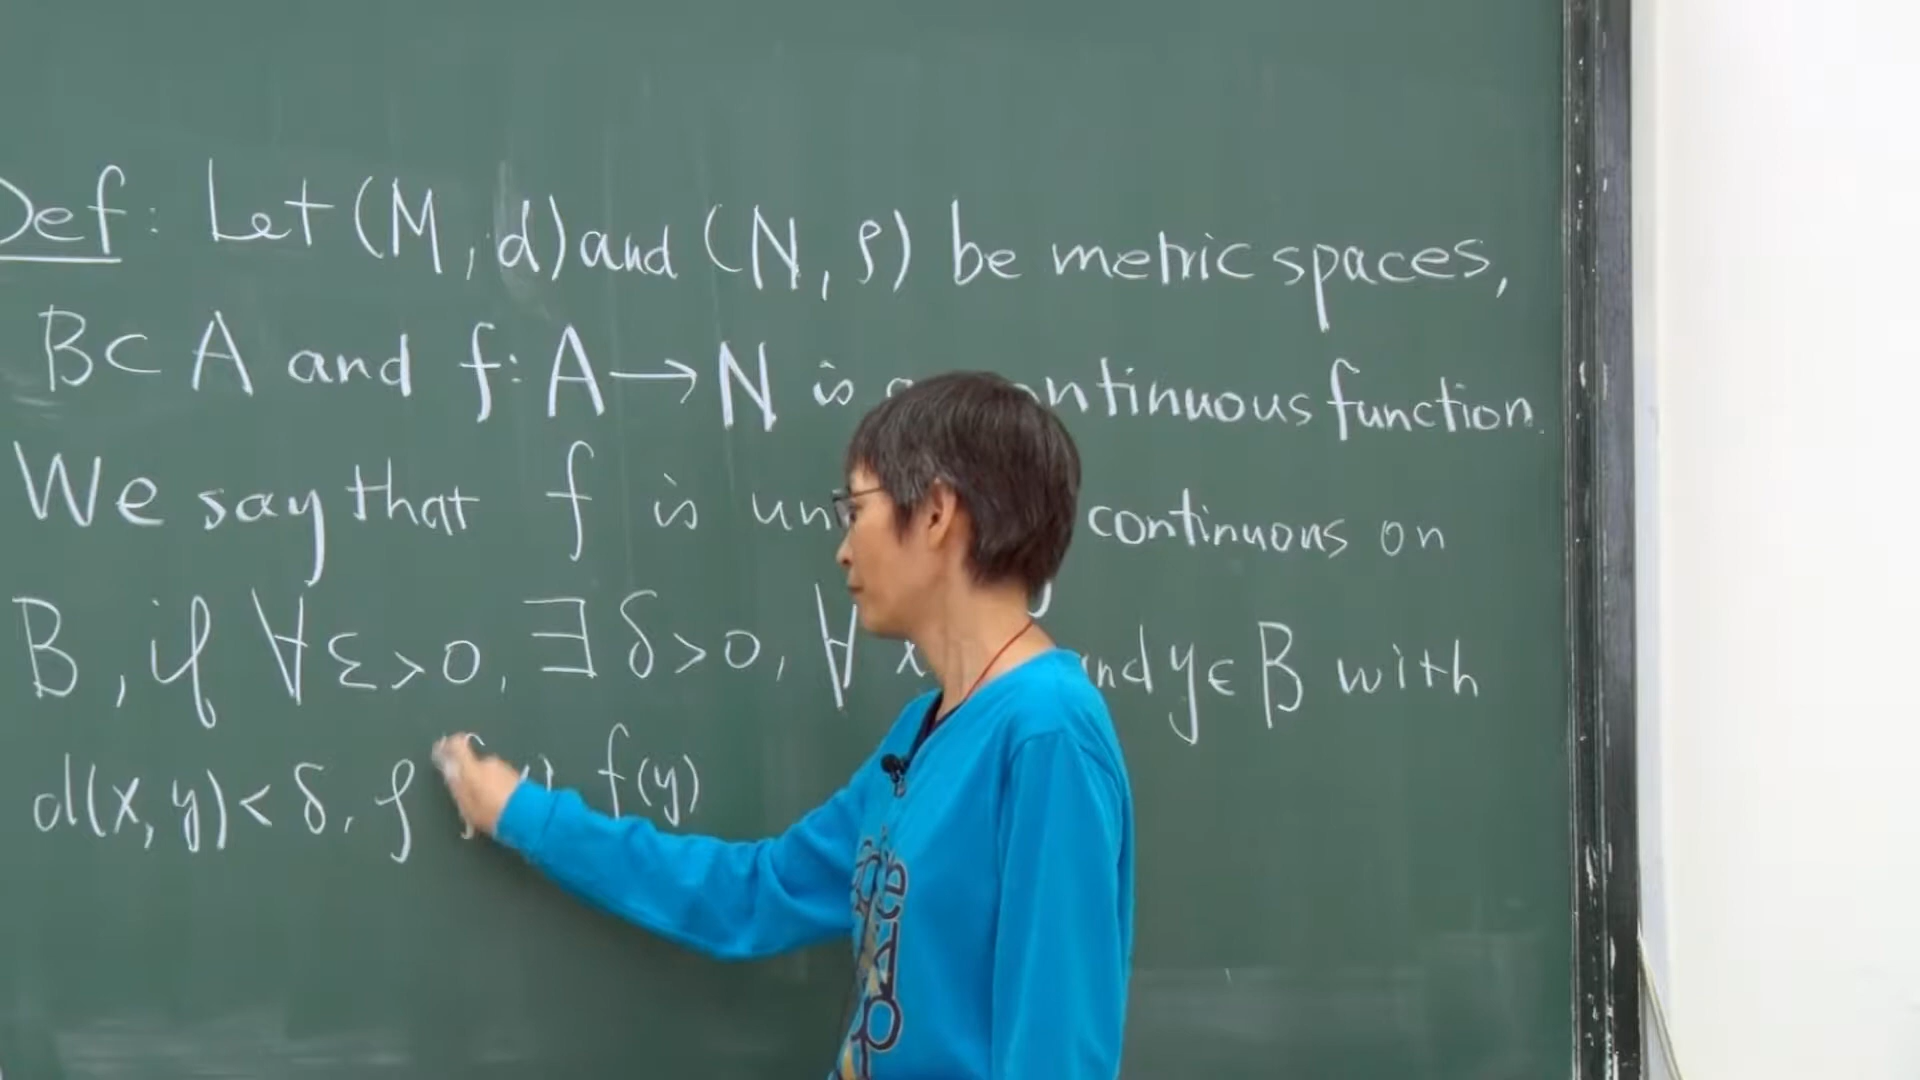 Def: Let (M, d) and (N, ρ) be metric spaces,
B ⊂ A and f: A → N is continuous function.
We say that f is continuous on
B, if ∀ ε > 0, ∃ δ > 0, ∀ x and y ∈ B with
d(x, y) < δ, ρ f(y)